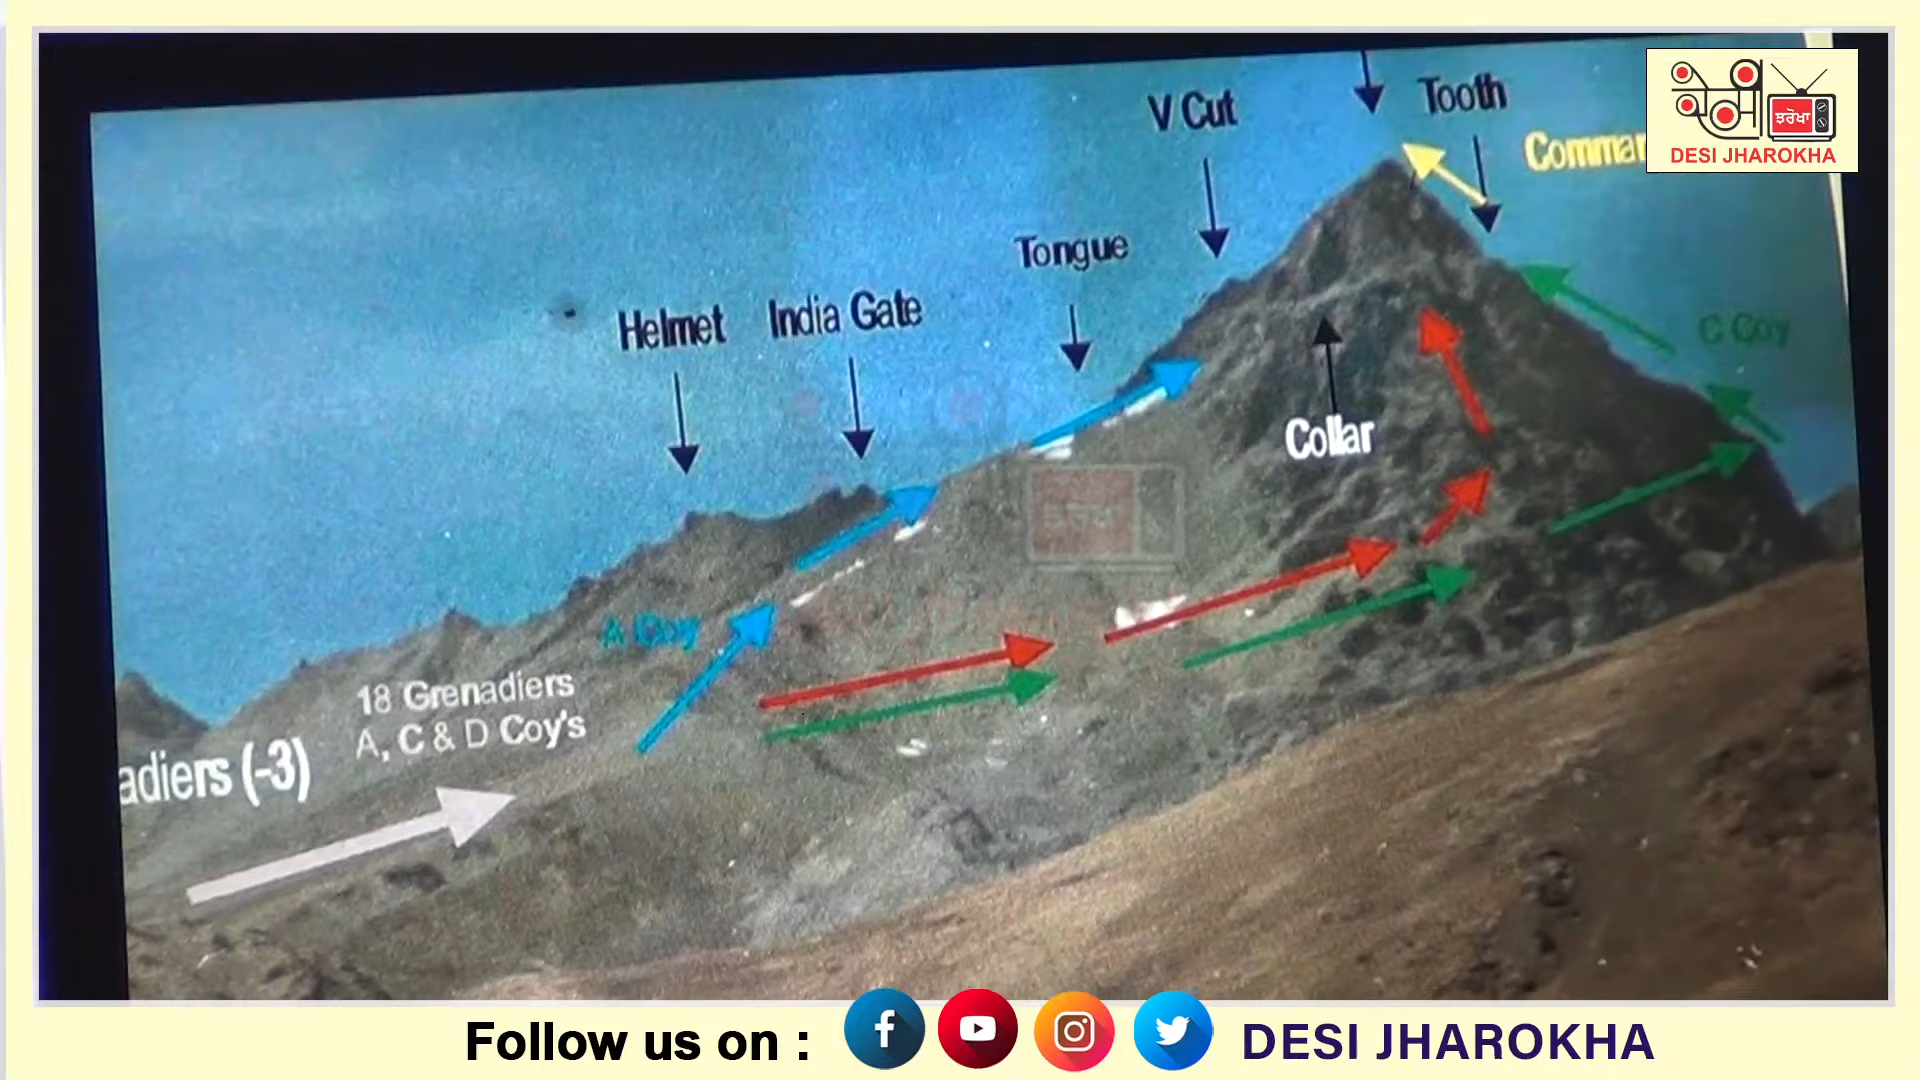 V Cut
Tooth
Comman
ਝਰੋਖਾ
DESI JHAROKHA
Tongue
Helmet
India Gate
C Coy
Collar
ਝਰੋਖਾ
A Coy
18 Grenadiers
A, C & D Coy's
adiers (-3)
Follow us on :
DESI JHAROKHA